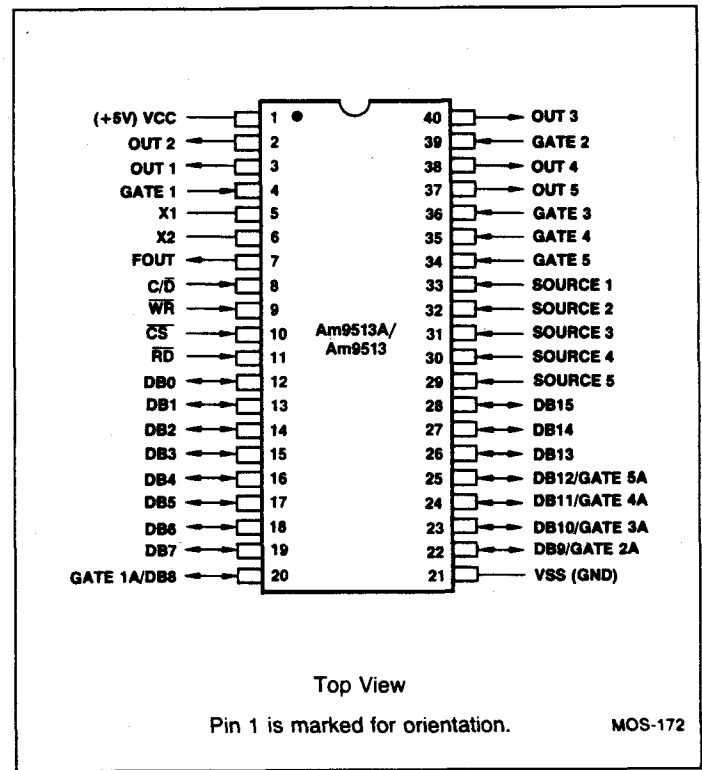 (+5V) VCC 1 40 OUT 3
OUT 2 2 39 GATE 2
OUT 1 3 38 OUT 4
GATE 1 4 37 OUT 5
X1 5 36 GATE 3
X2 6 35 GATE 4
FOUT 7 34 GATE 5
C/D̅ 8 33 SOURCE 1
W̅R̅ 9 32 SOURCE 2
C̅S̅ 10 Am9513A/ 31 SOURCE 3
Am9513
R̅D̅ 11 30 SOURCE 4
DB0 12 29 SOURCE 5
DB1 13 28 DB15
DB2 14 27 DB14
DB3 15 26 DB13
DB4 16 25 DB12/GATE 5A
DB5 17 24 DB11/GATE 4A
DB6 18 23 DB10/GATE 3A
DB7 19 22 DB9/GATE 2A
GATE 1A/DB8 20 21 VSS (GND)
Top View
Pin 1 is marked for orientation. MOS-172